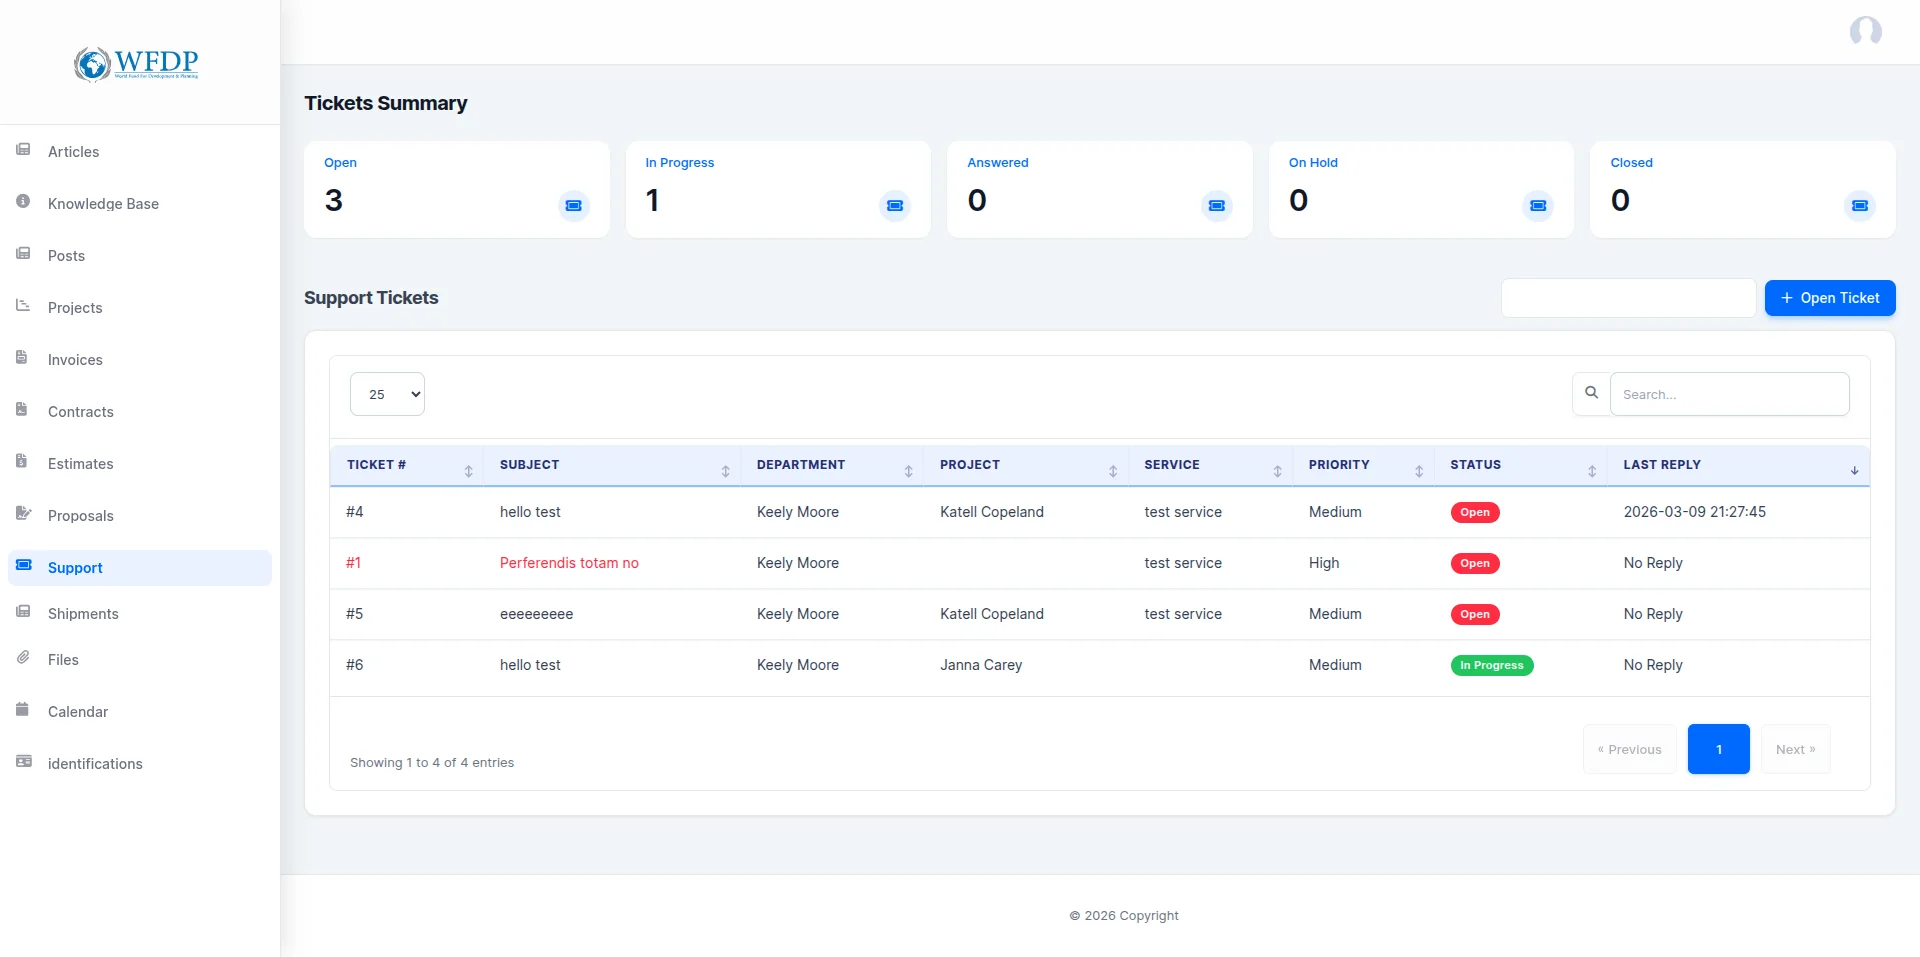 WFDP
World Fund for Development & Planning
Articles
Knowledge Base
Posts
Projects
Invoices
Contracts
Estimates
Proposals
Support
Shipments
Files
Calendar
identifications
Tickets Summary
Open
3
In Progress
1
Answered
0
On Hold
0
Closed
0
Support Tickets
+ Open Ticket
25
Search...
TICKET # SUBJECT DEPARTMENT PROJECT SERVICE PRIORITY STATUS LAST REPLY
#4 hello test Keely Moore Katell Copeland test service Medium Open 2026-03-09 21:27:45
#1 Perferendis totam no Keely Moore test service High Open No Reply
#5 eeeeeeeee Keely Moore Katell Copeland test service Medium Open No Reply
#6 hello test Keely Moore Janna Carey Medium In Progress No Reply
Showing 1 to 4 of 4 entries
« Previous 1 Next »
© 2026 Copyright